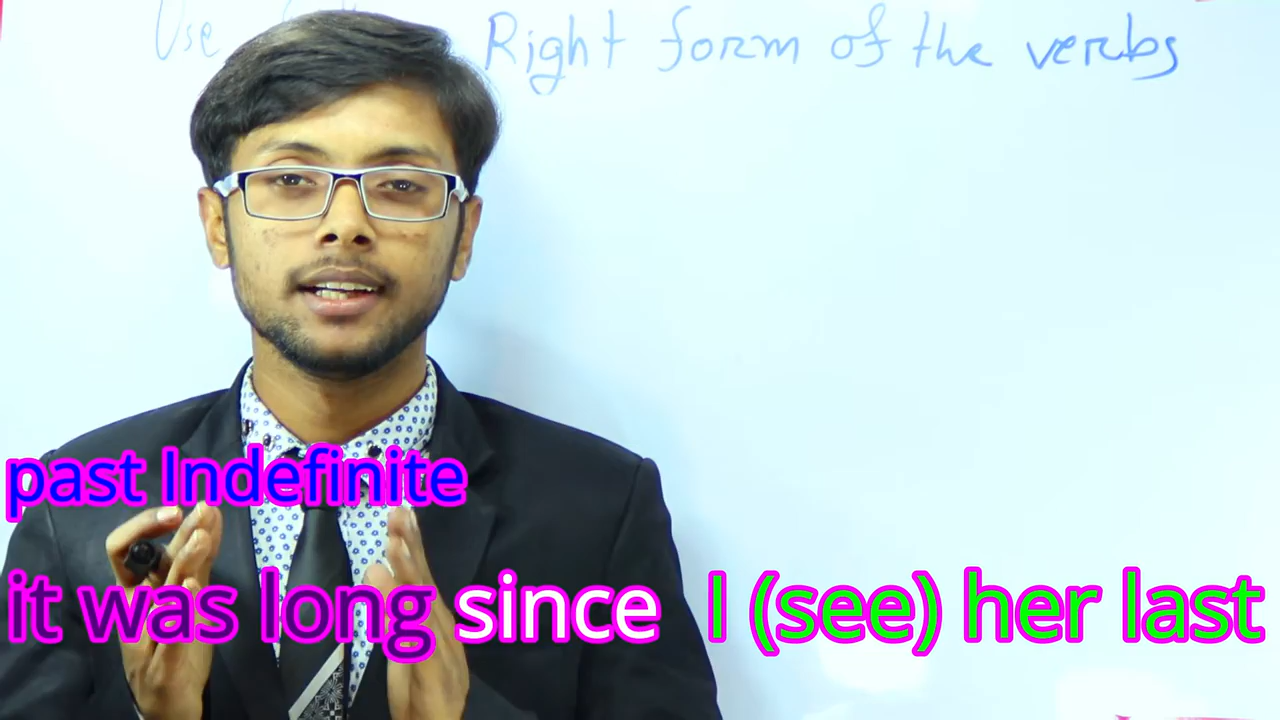 Use Right form of the verbs
past Indefinite
it was long since I (see) her last